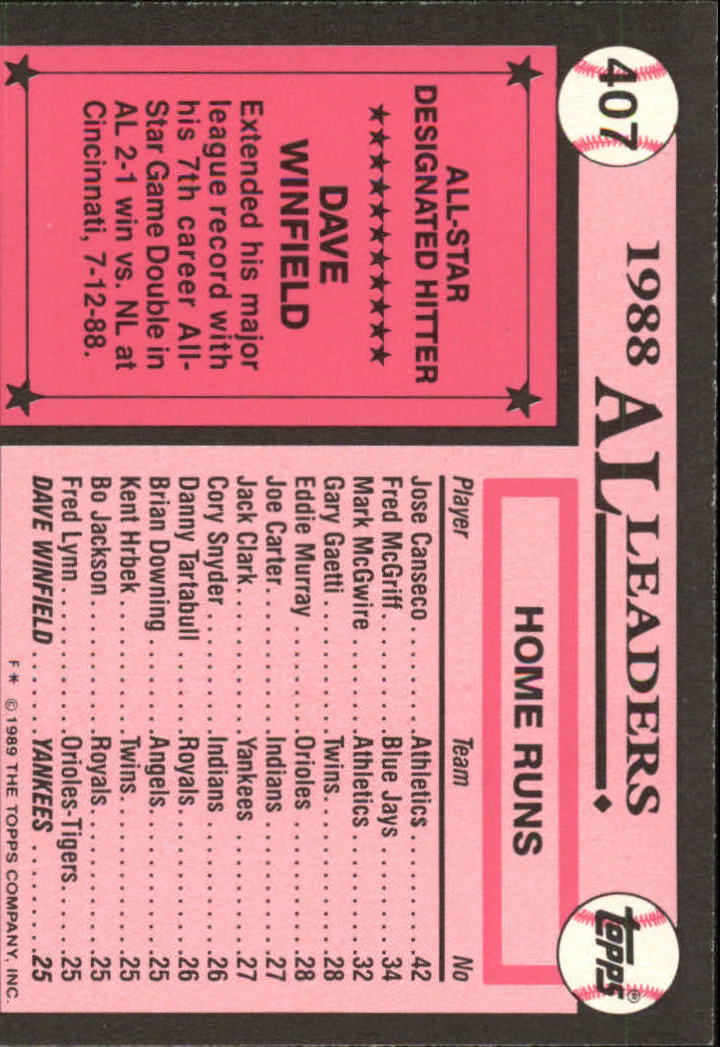 407
1988 AL LEADERS
topps®
ALL-STAR
DESIGNATED HITTER
★★★★★★★★★★★
DAVE
WINFIELD
Extended his major
league record with
his 7th career All-
Star Game Double in
AL 2-1 win vs. NL at
Cincinnati, 7-12-88.
HOME RUNS
Player Team No
Jose Canseco . . . . . . . . Athletics . . . . . . . . . 42
Fred McGriff . . . . . . . . Blue Jays . . . . . . . . . 34
Mark McGwire . . . . . . . Athletics . . . . . . . . . 32
Gary Gaetti . . . . . . . . . Twins . . . . . . . . . . . 28
Eddie Murray . . . . . . . . Orioles . . . . . . . . . . 28
Joe Carter . . . . . . . . . . Indians . . . . . . . . . . 27
Jack Clark . . . . . . . . . . Yankees . . . . . . . . . 27
Cory Snyder . . . . . . . . . Indians . . . . . . . . . . 26
Danny Tartabull . . . . . . Royals . . . . . . . . . . . 26
Brian Downing . . . . . . . Angels . . . . . . . . . . . 25
Kent Hrbek . . . . . . . . . Twins . . . . . . . . . . . 25
Bo Jackson . . . . . . . . . Royals . . . . . . . . . . . 25
Fred Lynn . . . . . . . . . . Orioles-Tigers . . . . . . 25
DAVE WINFIELD . . . . . . YANKEES . . . . . . . . 25
F* © 1989 THE TOPPS COMPANY, INC.